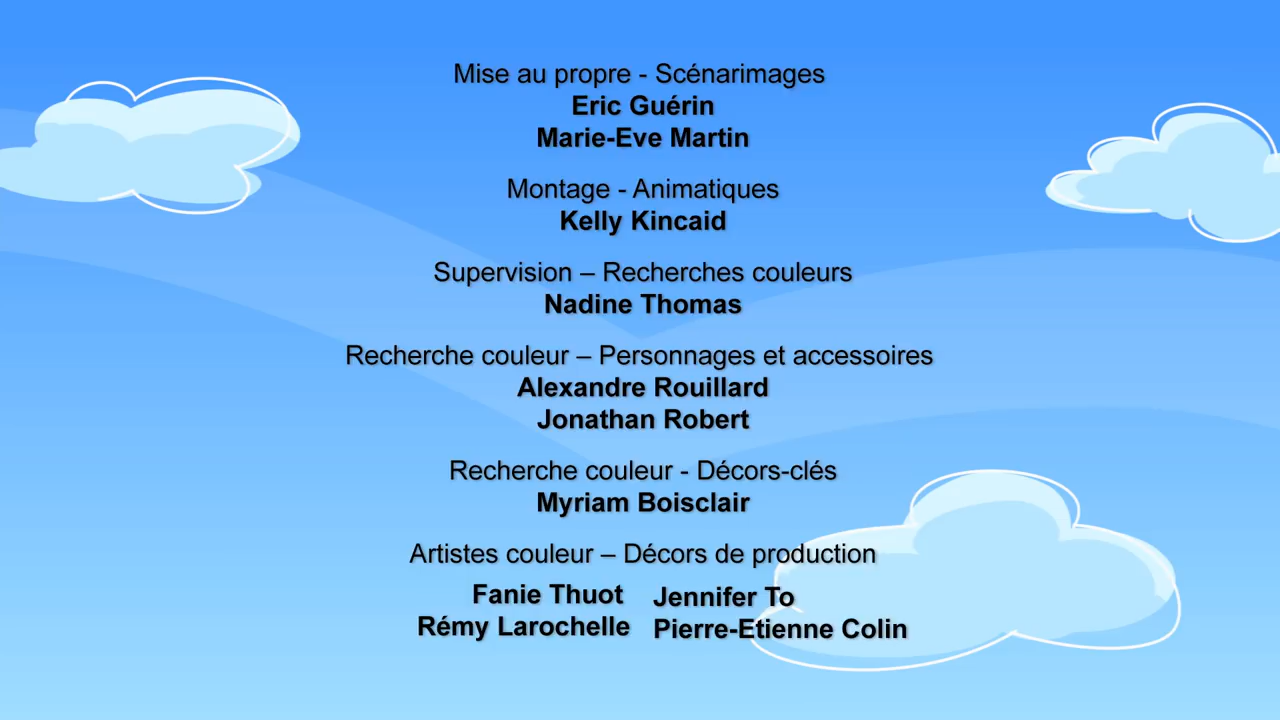 Mise au propre - Scénarimages
Eric Guérin
Marie-Eve Martin
Montage - Animatiques
Kelly Kincaid
Supervision – Recherches couleurs
Nadine Thomas
Recherche couleur – Personnages et accessoires
Alexandre Rouillard
Jonathan Robert
Recherche couleur - Décors-clés
Myriam Boisclair
Artistes couleur – Décors de production
Fanie Thuot Jennifer To
Rémy Larochelle Pierre-Etienne Colin